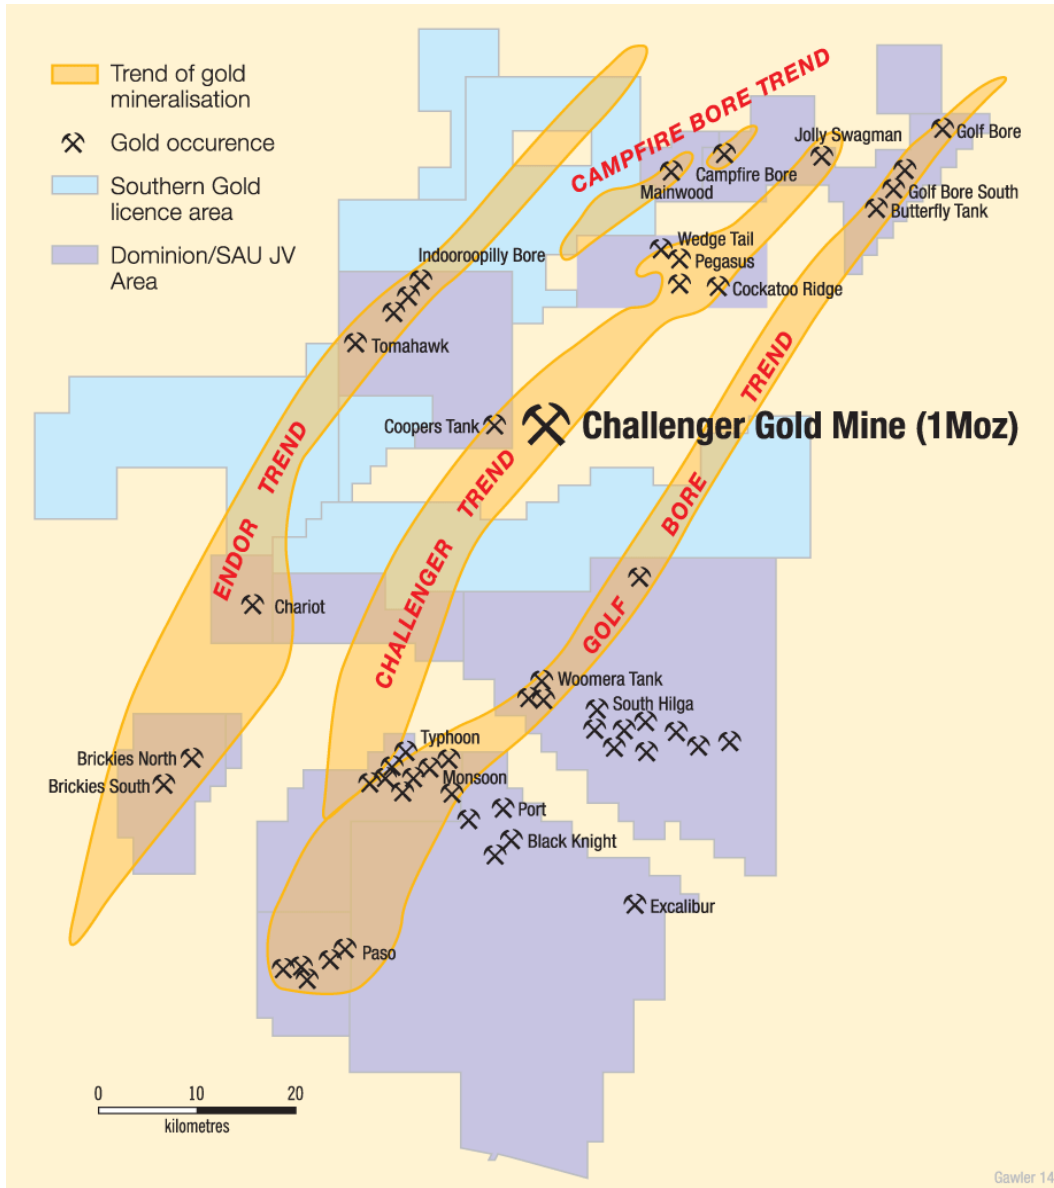 Trend of gold
mineralisation
Gold occurence
Southern Gold
licence area
Dominion/SAU JV
Area
CAMPFIRE BORE TREND
Jolly Swagman
Golf Bore
Campfire Bore
Mainwood
Golf Bore South
Butterfly Tank
Wedge Tail
Pegasus
Indooroopilly Bore
Cockatoo Ridge
Tomahawk
Coopers Tank
Challenger Gold Mine (1Moz)
ENDOR TREND
CHALLENGER TREND
GOLF BORE TREND
Chariot
Woomera Tank
South Hilga
Typhoon
Brickies North
Monsoon
Brickies South
Port
Black Knight
Excalibur
Paso
0 10 20
kilometres
Gawler 14